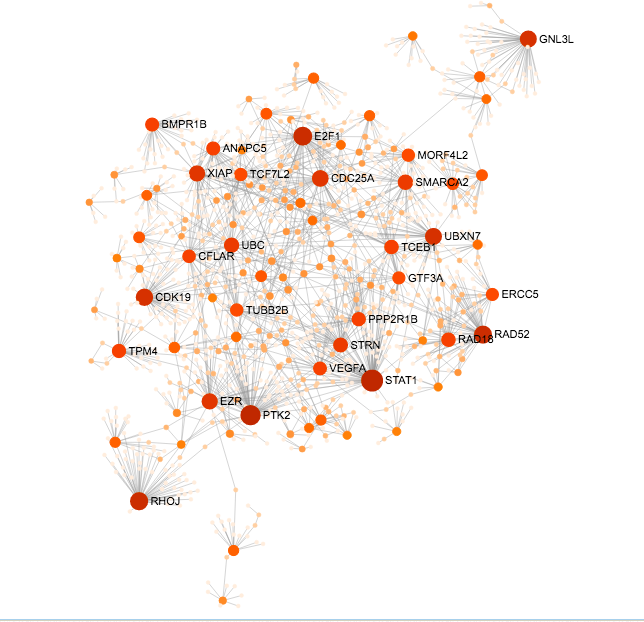 GNL3L
BMPR1B
E2F1
ANAPC5
MORF4L2
XIAP
TCF7L2
CDC25A
SMARCA2
UBXN7
UBC
TCEB1
CFLAR
GTF3A
ERCC5
CDK19
TUBB2B
PPP2R1B
RAD52
RAD18
STRN
TPM4
VEGFA
STAT1
EZR
PTK2
RHOJ